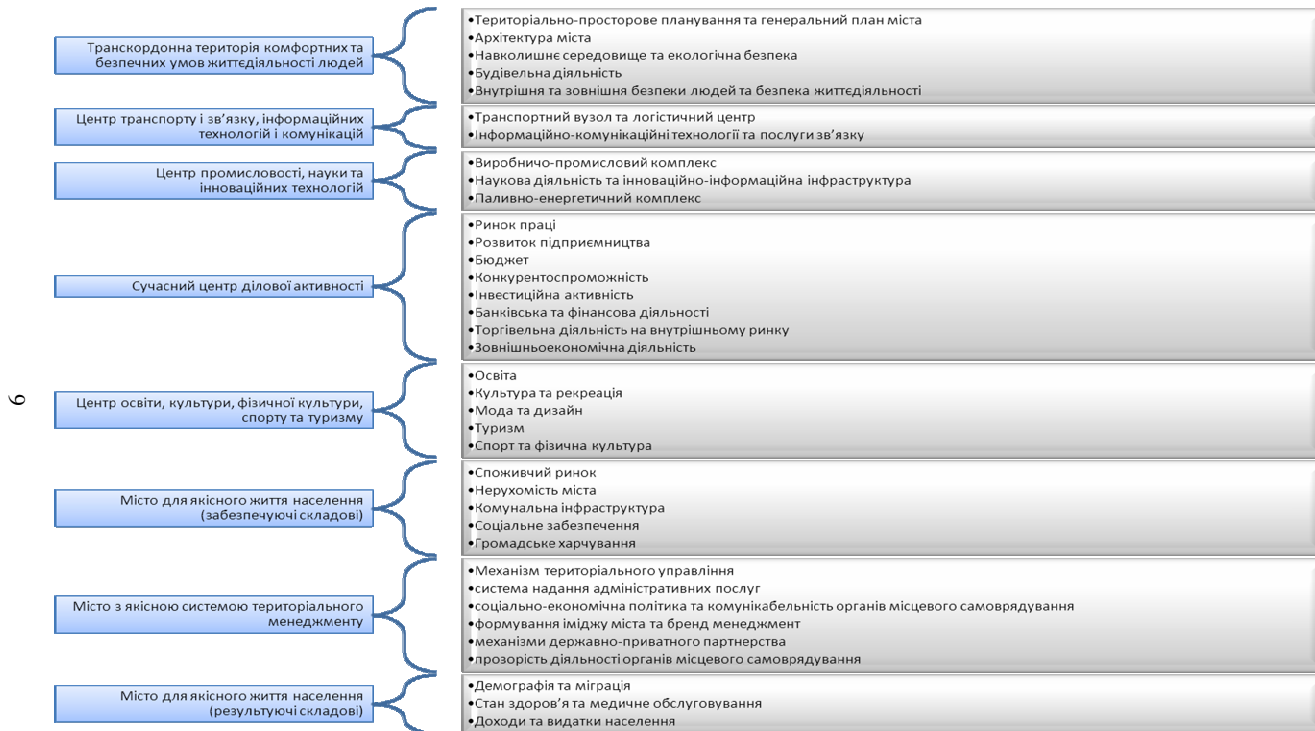 Транскордонна територія комфортних та
безпечних умов життєдіяльності людей
•Територіально-просторове планування та генеральний план міста
•Архітектура міста
•Навколишнє середовище та екологічна безпека
•Будівельна діяльність
•Внутрішня та зовнішня безпеки людей та безпека життєдіяльності
Центр транспорту і зв’язку, інформаційних
технологій і комунікацій
•Транспортний вузол та логістичний центр
•Інформаційно-комунікаційні технології та послуги зв’язку
Центр промисловості, науки та
інноваційних технологій
•Виробничо-промисловий комплекс
•Наукова діяльність та інноваційно-інформаційна інфраструктура
•Паливно-енергетичний комплекс
Сучасний центр ділової активності
•Ринок праці
•Розвиток підприємництва
•Бюджет
•Конкурентоспроможність
•Інвестиційна активність
•Банківська та фінансова діяльності
•Торгівельна діяльність на внутрішньому ринку
•Зовнішньоекономічна діяльність
Центр освіти, культури, фізичної культури,
спорту та туризму
•Освіта
•Культура та рекреація
•Мода та дизайн
•Туризм
•Спорт та фізична культура
Місто для якісного життя населення
(забезпечуючі складові)
•Споживчий ринок
•Нерухомість міста
•Комунальна інфраструктура
•Соціальне забезпечення
•Громадське харчування
Місто з якісною системою територіального
менеджменту
•Механізм територіального управління
•система надання адміністративних послуг
•соціально-економічна політика та комунікабельність органів місцевого самоврядування
•формування іміджу міста та бренд менеджмент
•механізми державно-приватного партнерства
•прозорість діяльності органів місцевого самоврядування
Місто для якісного життя населення
(результуючі складові)
•Демографія та міграція
•Стан здоров’я та медичне обслуговування
•Доходи та видатки населення